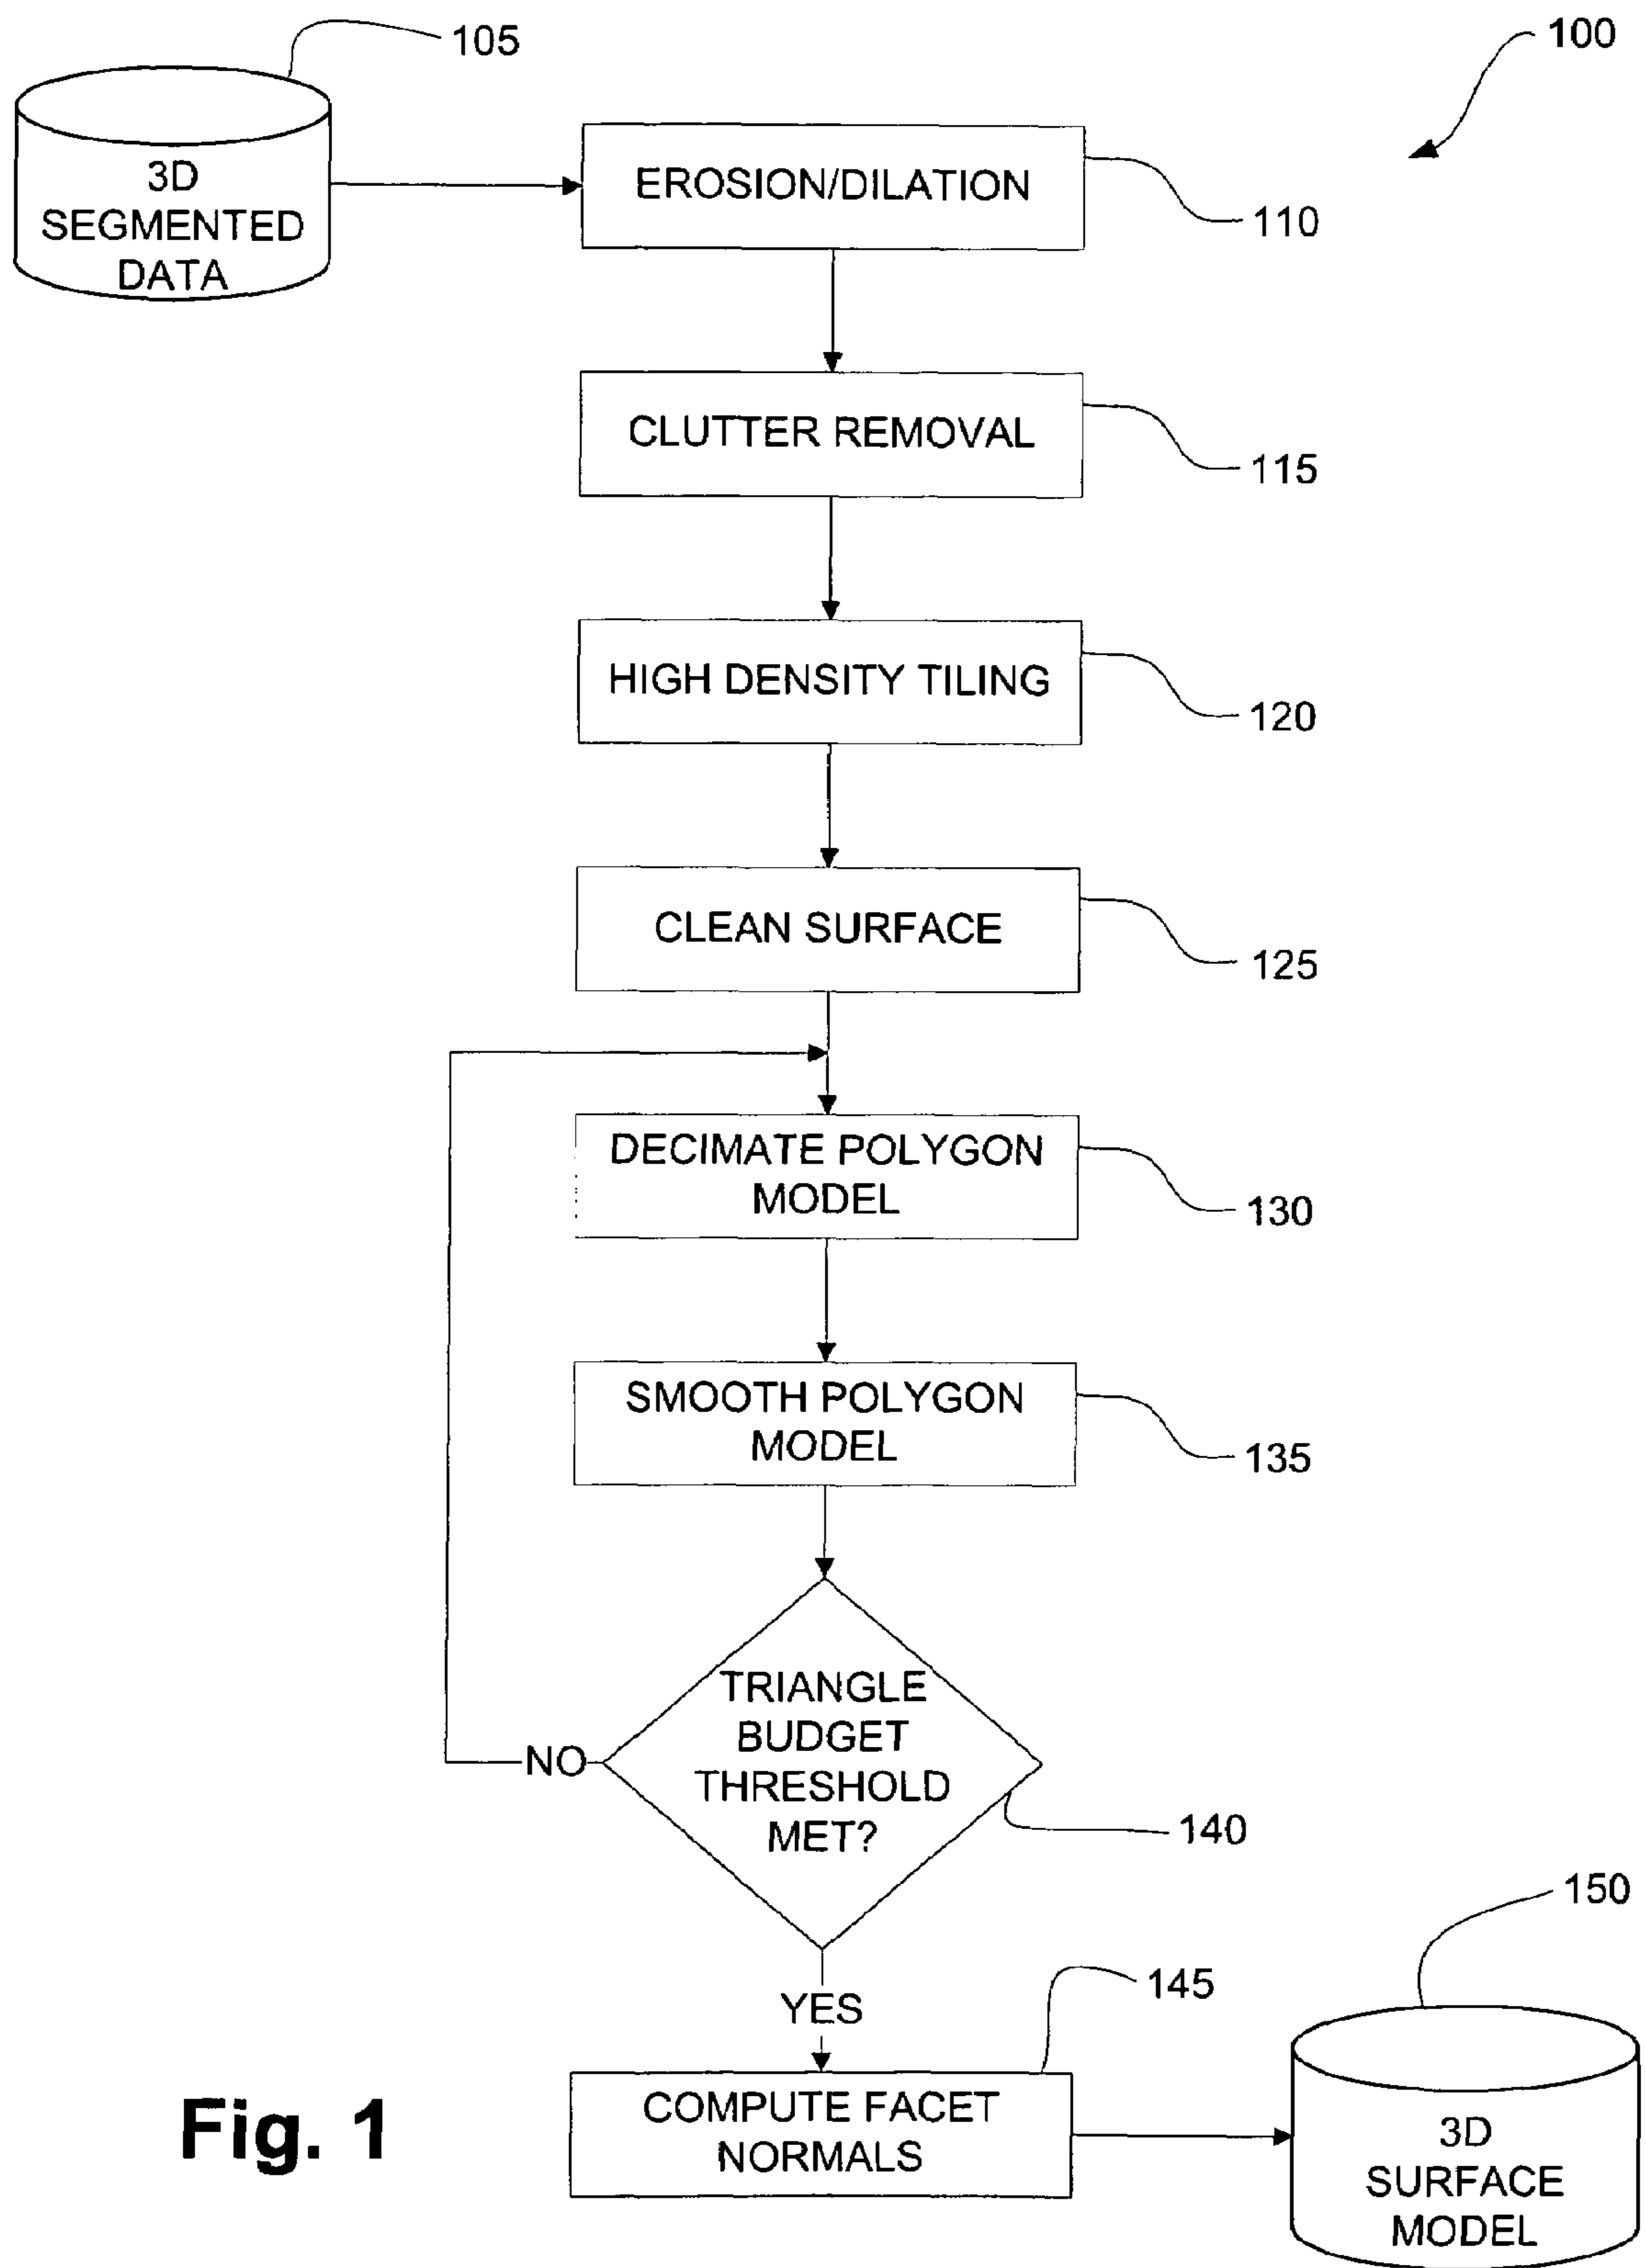 105
100
3D
SEGMENTED
DATA
EROSION/DILATION
110
CLUTTER REMOVAL
115
HIGH DENSITY TILING
120
CLEAN SURFACE
125
DECIMATE POLYGON
MODEL
130
SMOOTH POLYGON
MODEL
135
TRIANGLE
BUDGET
THRESHOLD
MET?
NO
140
YES
145
COMPUTE FACET
NORMALS
150
3D
SURFACE
MODEL
Fig. 1